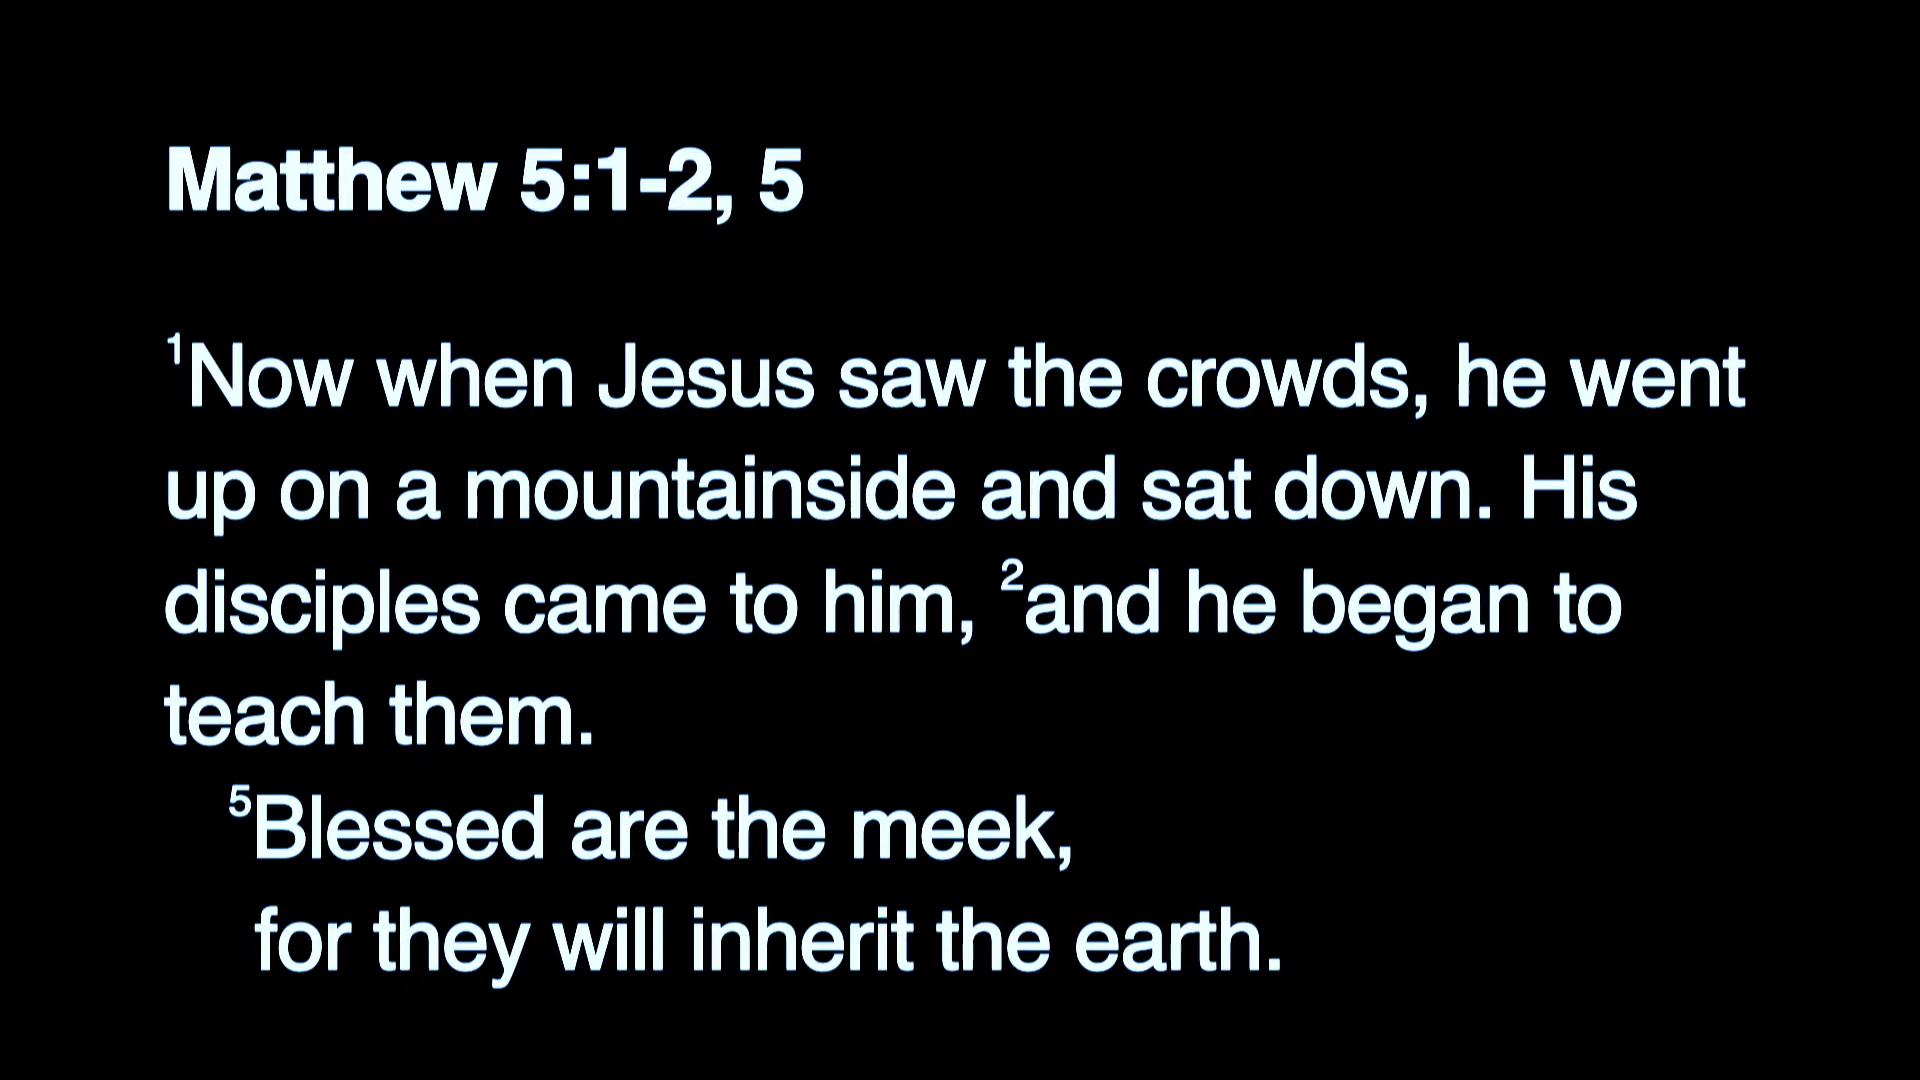 Matthew 5:1-2, 5
¹Now when Jesus saw the crowds, he went
up on a mountainside and sat down. His
disciples came to him, ²and he began to
teach them.
⁵Blessed are the meek,
for they will inherit the earth.